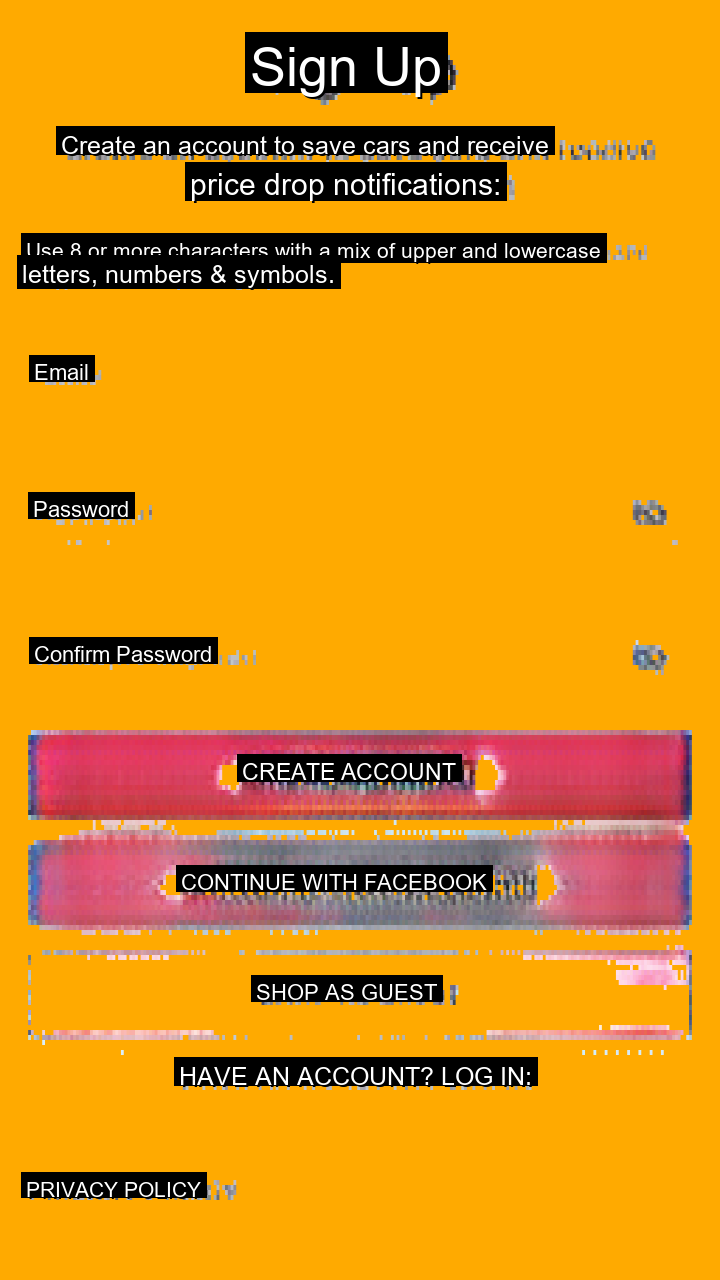 Sign Up
Create an account to save cars and receive
price drop notifications:
Use 8 or more characters with a mix of upper and lowercase
letters, numbers & symbols.
Email
Password
Confirm Password
CREATE ACCOUNT
CONTINUE WITH FACEBOOK
SHOP AS GUEST
HAVE AN ACCOUNT? LOG IN:
PRIVACY POLICY